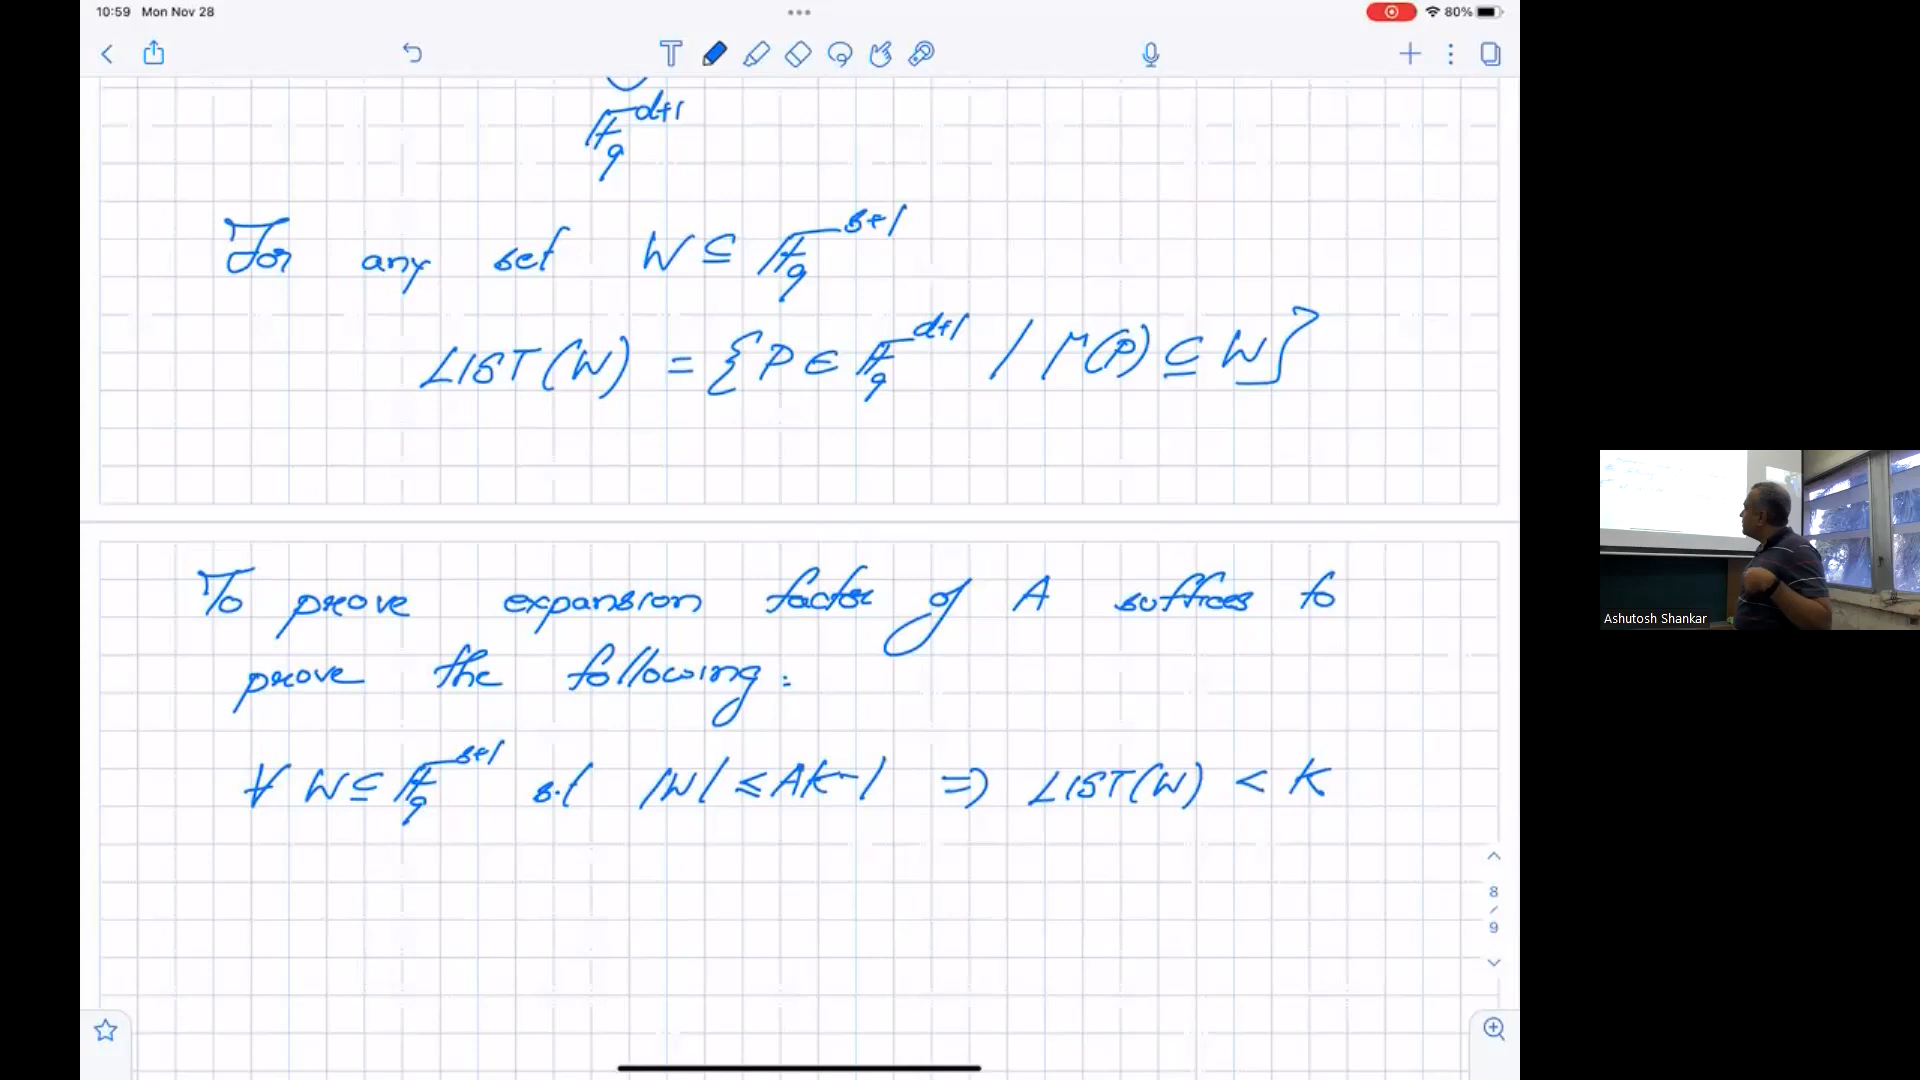 10:59 Mon Nov 28
80%
𝔽_q^{d+1}
For any set W ⊆ 𝔽_q^{s+1}
LIST(W) = {P ∈ 𝔽_q^{d+1} / Γ(P) ⊆ W}
To prove expansion factor of A suffices to
prove the following:
∀ W ⊆ 𝔽_q^{s+1} s.t |W| ≤ AK-1 ⇒ LIST(W) < K
8
/
9
Ashutosh Shankar